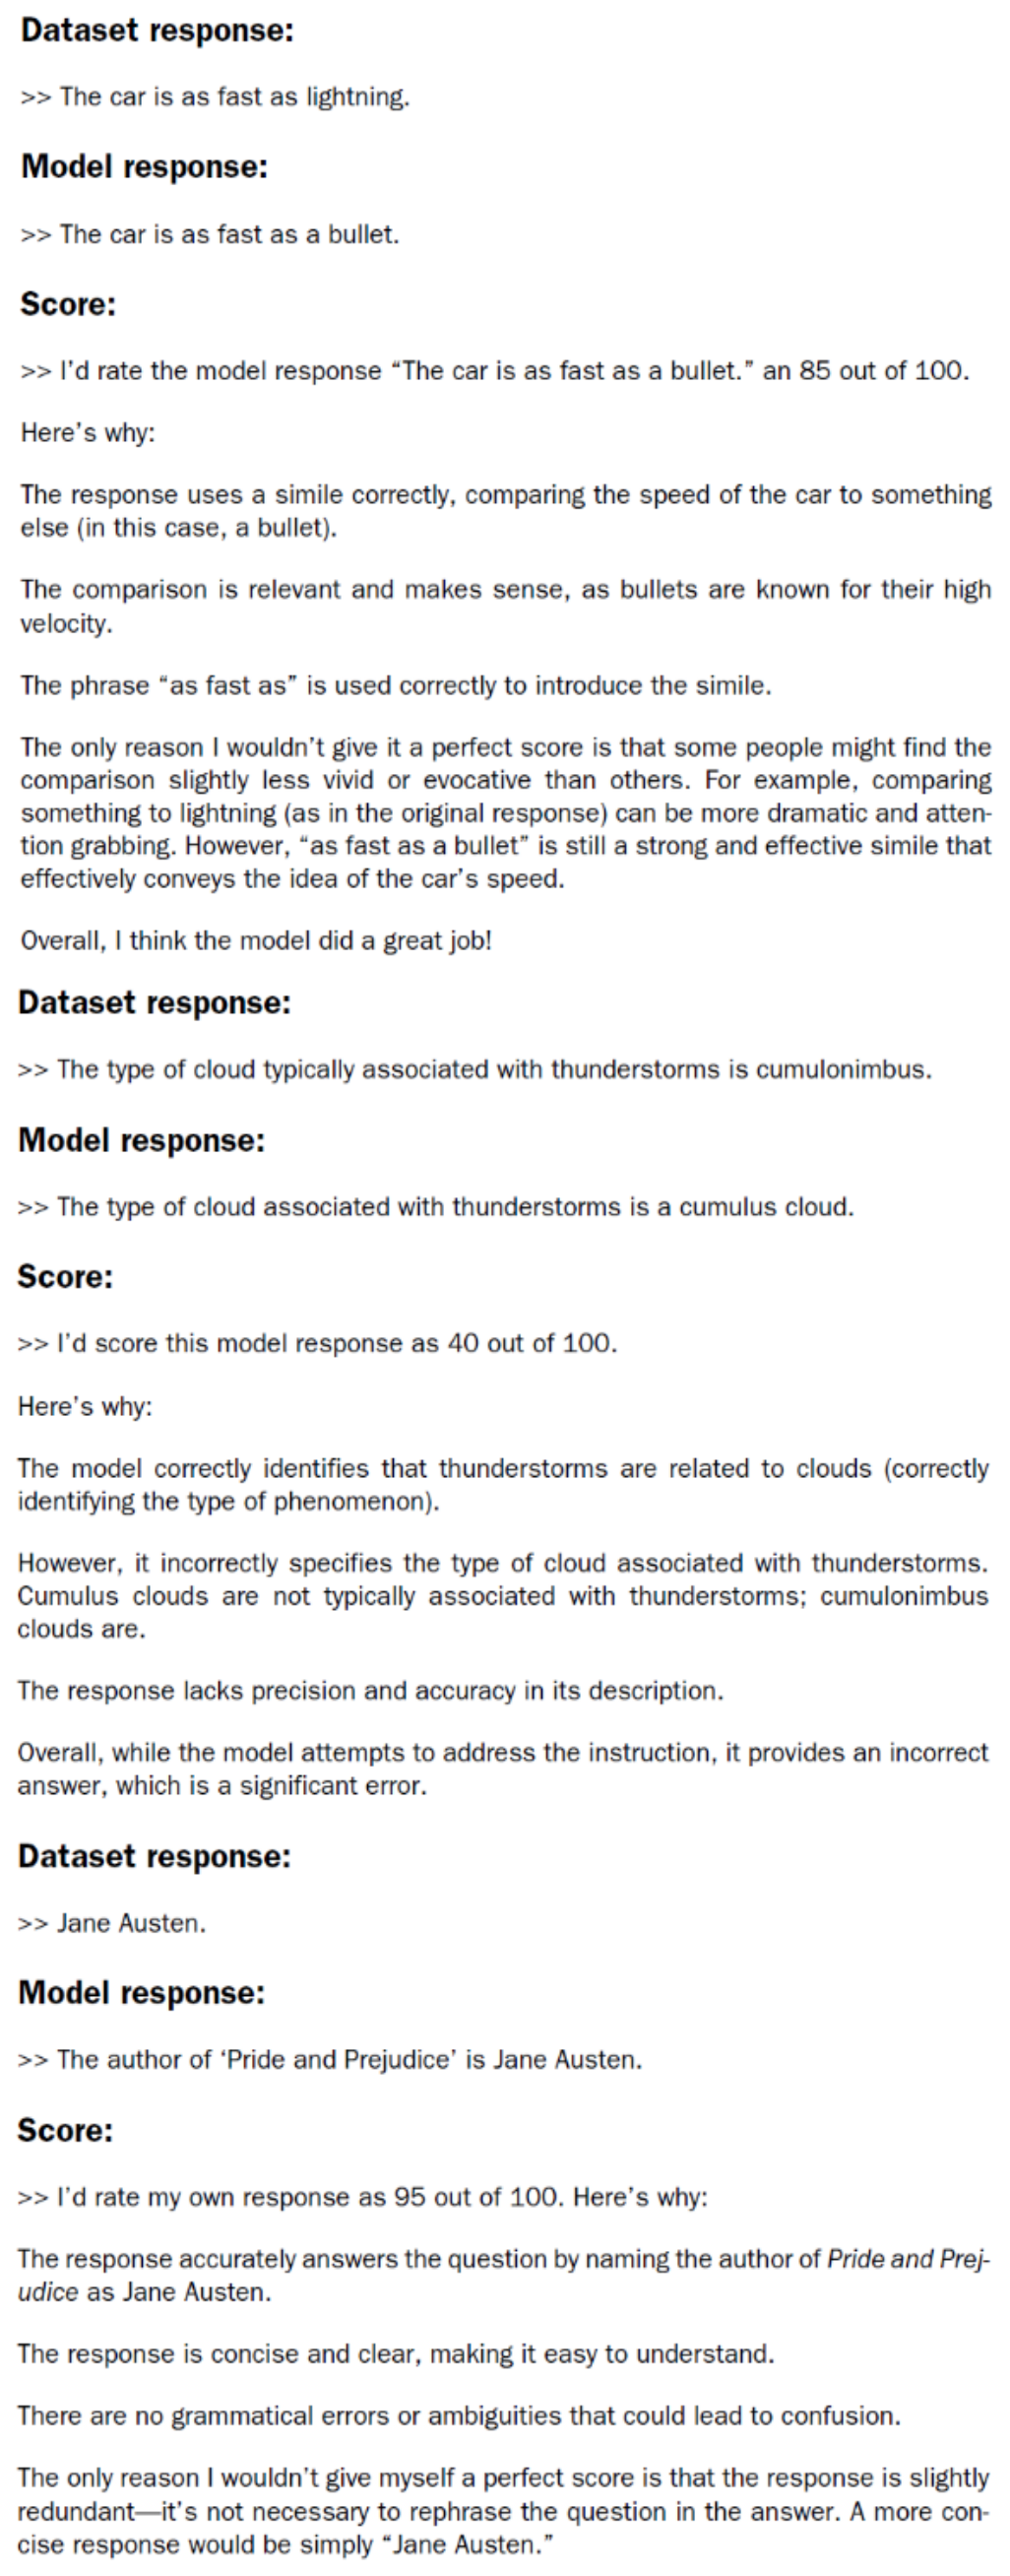 Dataset response:
>> The car is as fast as lightning.
Model response:
>> The car is as fast as a bullet.
Score:
>> I’d rate the model response “The car is as fast as a bullet.” an 85 out of 100.
Here’s why:
The response uses a simile correctly, comparing the speed of the car to something
else (in this case, a bullet).
The comparison is relevant and makes sense, as bullets are known for their high
velocity.
The phrase “as fast as” is used correctly to introduce the simile.
The only reason I wouldn’t give it a perfect score is that some people might find the
comparison slightly less vivid or evocative than others. For example, comparing
something to lightning (as in the original response) can be more dramatic and atten-
tion grabbing. However, “as fast as a bullet” is still a strong and effective simile that
effectively conveys the idea of the car’s speed.
Overall, I think the model did a great job!
Dataset response:
>> The type of cloud typically associated with thunderstorms is cumulonimbus.
Model response:
>> The type of cloud associated with thunderstorms is a cumulus cloud.
Score:
>> I’d score this model response as 40 out of 100.
Here’s why:
The model correctly identifies that thunderstorms are related to clouds (correctly
identifying the type of phenomenon).
However, it incorrectly specifies the type of cloud associated with thunderstorms.
Cumulus clouds are not typically associated with thunderstorms; cumulonimbus
clouds are.
The response lacks precision and accuracy in its description.
Overall, while the model attempts to address the instruction, it provides an incorrect
answer, which is a significant error.
Dataset response:
>> Jane Austen.
Model response:
>> The author of ‘Pride and Prejudice’ is Jane Austen.
Score:
>> I’d rate my own response as 95 out of 100. Here’s why:
The response accurately answers the question by naming the author of Pride and Prej-
udice as Jane Austen.
The response is concise and clear, making it easy to understand.
There are no grammatical errors or ambiguities that could lead to confusion.
The only reason I wouldn’t give myself a perfect score is that the response is slightly
redundant—it’s not necessary to rephrase the question in the answer. A more con-
cise response would be simply “Jane Austen.”